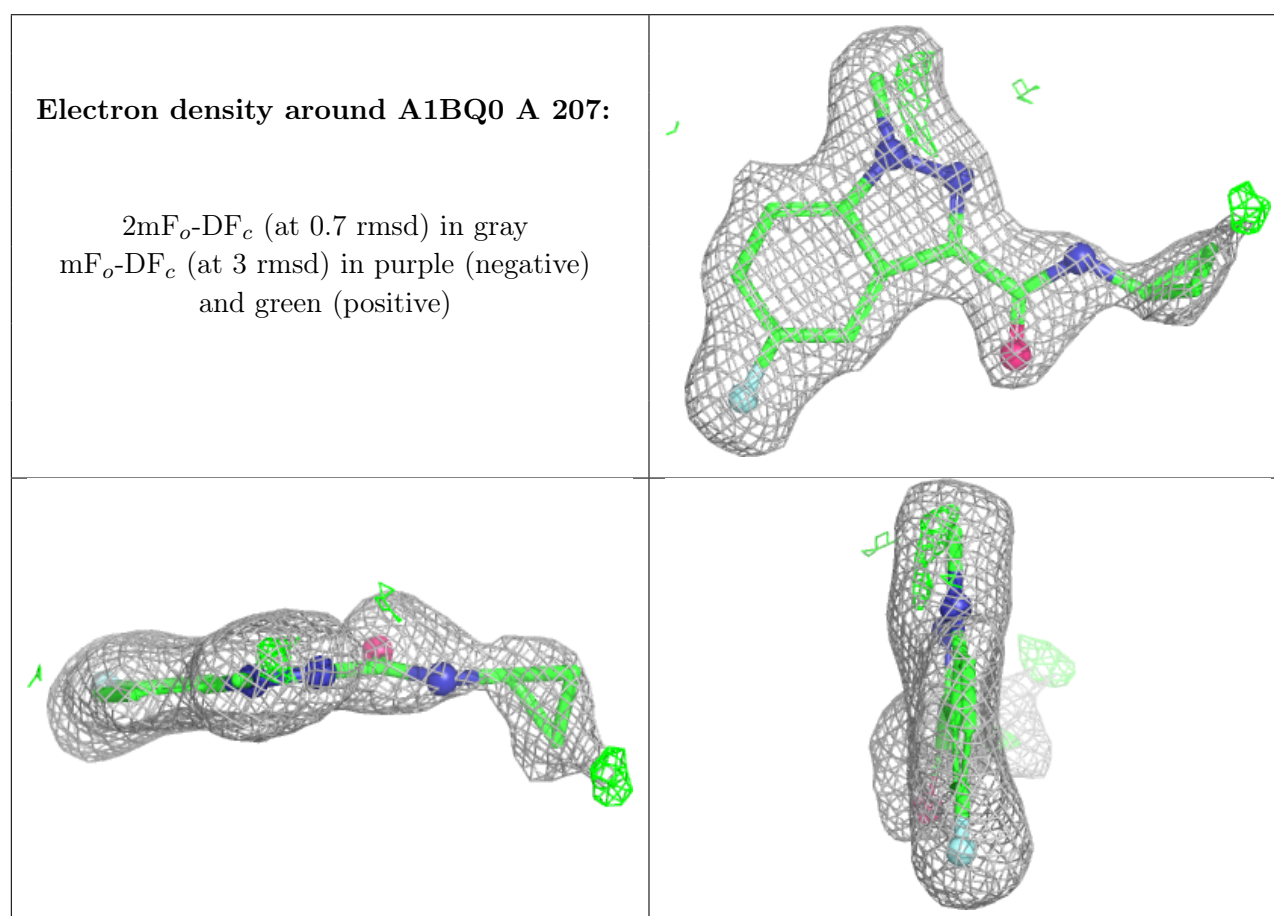 Electron density around A1BQ0 A 207:
2mFₒ-DF𝒸 (at 0.7 rmsd) in gray
mFₒ-DF𝒸 (at 3 rmsd) in purple (negative)
and green (positive)